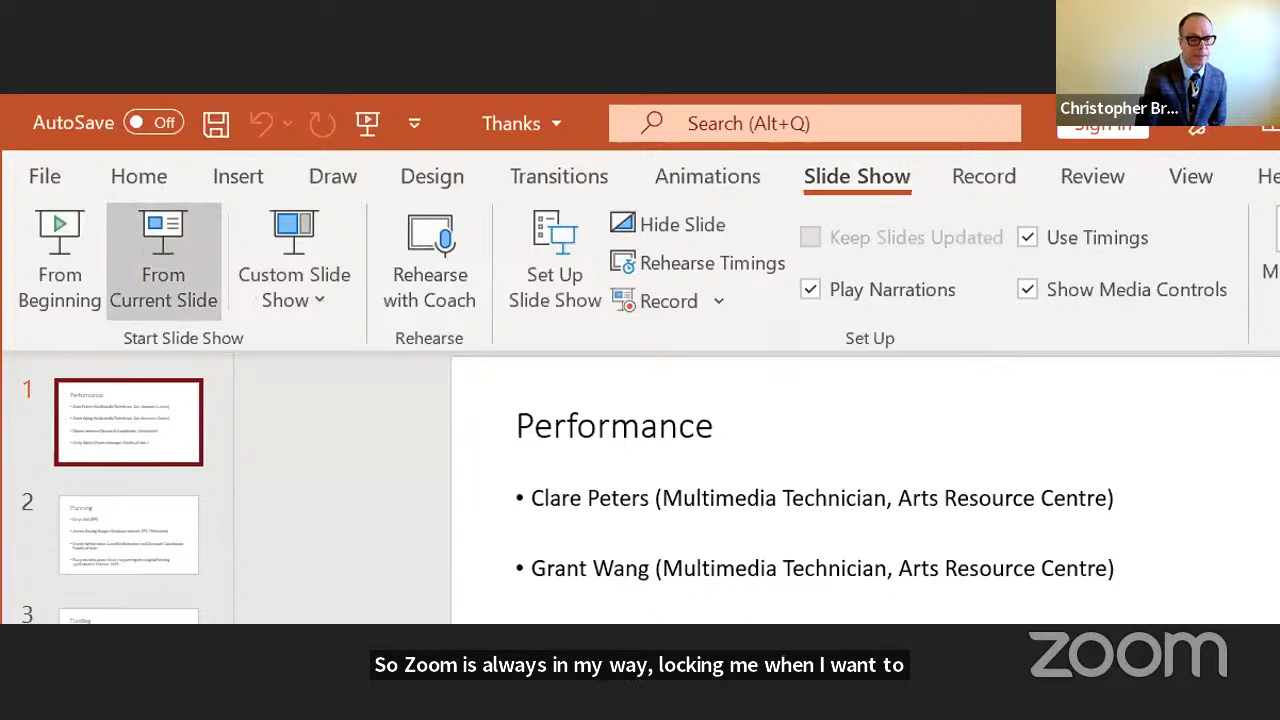 Christopher Br...
AutoSave Off Thanks Search (Alt+Q)
File Home Insert Draw Design Transitions Animations Slide Show Record Review View
From Beginning
From Current Slide
Custom Slide Show
Rehearse with Coach
Set Up Slide Show
Hide Slide
Rehearse Timings
Record
Keep Slides Updated
Play Narrations
Use Timings
Show Media Controls
Start Slide Show
Rehearse
Set Up
1
Performance
2
Planning
3
Funding
Performance
• Clare Peters (Multimedia Technician, Arts Resource Centre)
• Grant Wang (Multimedia Technician, Arts Resource Centre)
So Zoom is always in my way, locking me when I want to
zoom